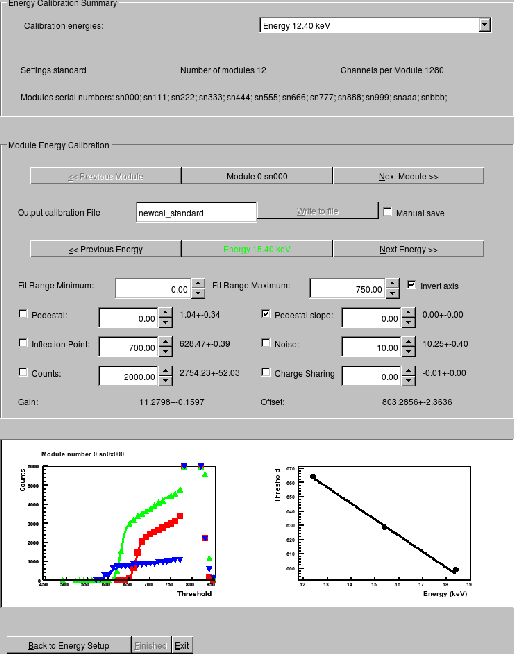 Energy Calibration Summary
Calibration energies: Energy 12.40 keV
Settings standard Number of modules 12 Channels per Module 1280
Modules serial numbers: sn000; sn111; sn222; sn333; sn444; sn555; sn666; sn777; sn888; sn999; snaaa; snbbb;
Module Energy Calibration
<< Previous Module Module 0 sn000 Next Module >>
Output calibration File newcal_standard Write to file Manual save
<< Previous Energy Energy 15.40 keV Next Energy >>
Fit Range Minimum: 0.00 Fit Range Maximum: 750.00 Invert axis
Pedestal: 0.00 1.04+-0.34 Pedestal slope: 0.00 0.00+-0.00
Inflection Point: 700.00 628.47+-0.39 Noise: 10.00 10.25+-0.40
Counts: 2000.00 2754.23+-52.03 Charge Sharing 0.00 -0.01+-0.00
Gain: 11.2798+-0.1597 Offset: 803.2856+-2.3636
Module number 0 sn0x000
Counts
Threshold
Threshold
Energy (keV)
Back to Energy Setup Finished Exit